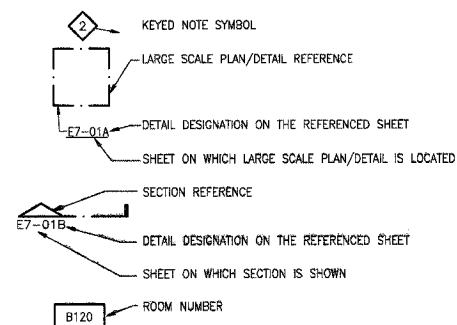 2 KEYED NOTE SYMBOL
LARGE SCALE PLAN/DETAIL REFERENCE
E7-01A DETAIL DESIGNATION ON THE REFERENCED SHEET
SHEET ON WHICH LARGE SCALE PLAN/DETAIL IS LOCATED
SECTION REFERENCE
E7-01B
DETAIL DESIGNATION ON THE REFERENCED SHEET
SHEET ON WHICH SECTION IS SHOWN
ROOM NUMBER
B120